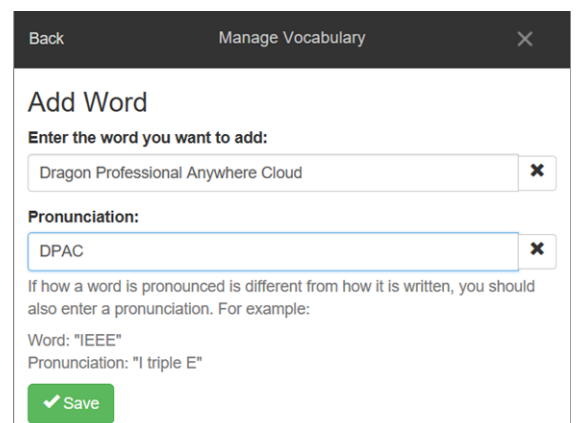 Back Manage Vocabulary ×
Add Word
Enter the word you want to add:
Dragon Professional Anywhere Cloud
Pronunciation:
DPAC
If how a word is pronounced is different from how it is written, you should
also enter a pronunciation. For example:
Word: "IEEE"
Pronunciation: "I triple E"
Save